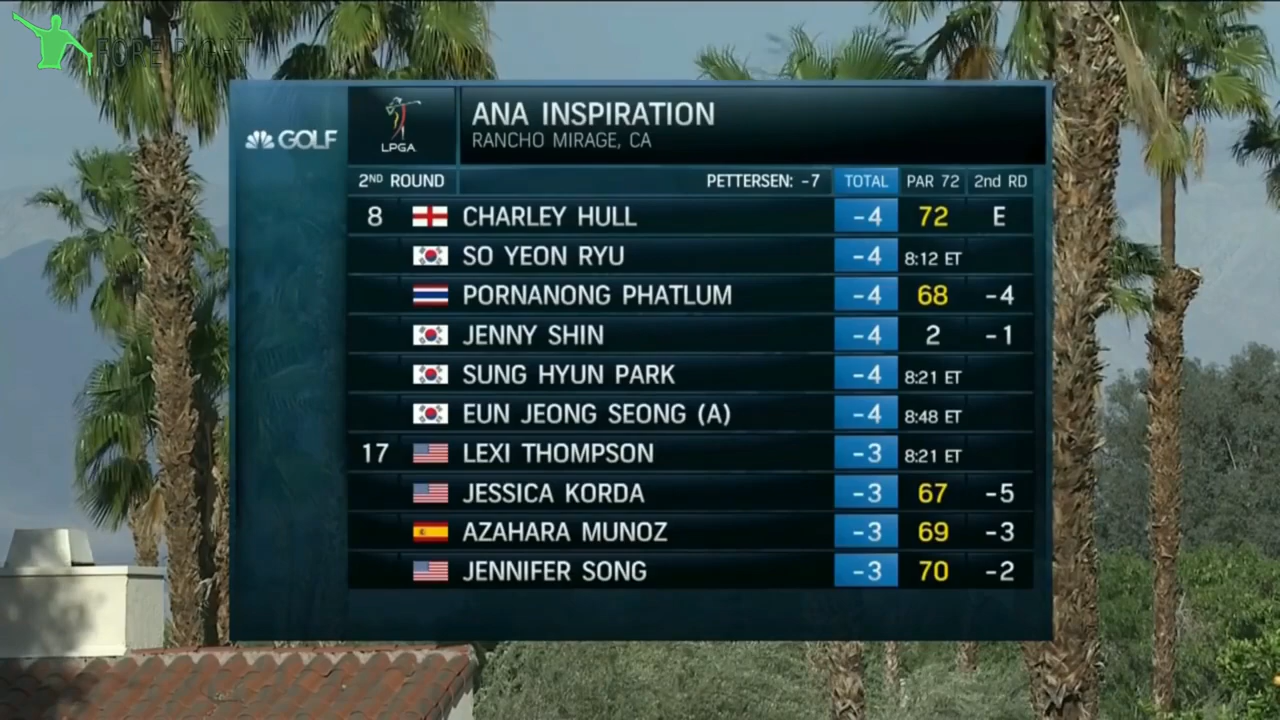 FORE RIGHT
GOLF
LPGA
ANA INSPIRATION
RANCHO MIRAGE, CA
2ND ROUND PETTERSEN: -7 TOTAL PAR 72 2nd RD
8 CHARLEY HULL -4 72 E
SO YEON RYU -4 8:12 ET
PORNANONG PHATLUM -4 68 -4
JENNY SHIN -4 2 -1
SUNG HYUN PARK -4 8:21 ET
EUN JEONG SEONG (A) -4 8:48 ET
17 LEXI THOMPSON -3 8:21 ET
JESSICA KORDA -3 67 -5
AZAHARA MUNOZ -3 69 -3
JENNIFER SONG -3 70 -2